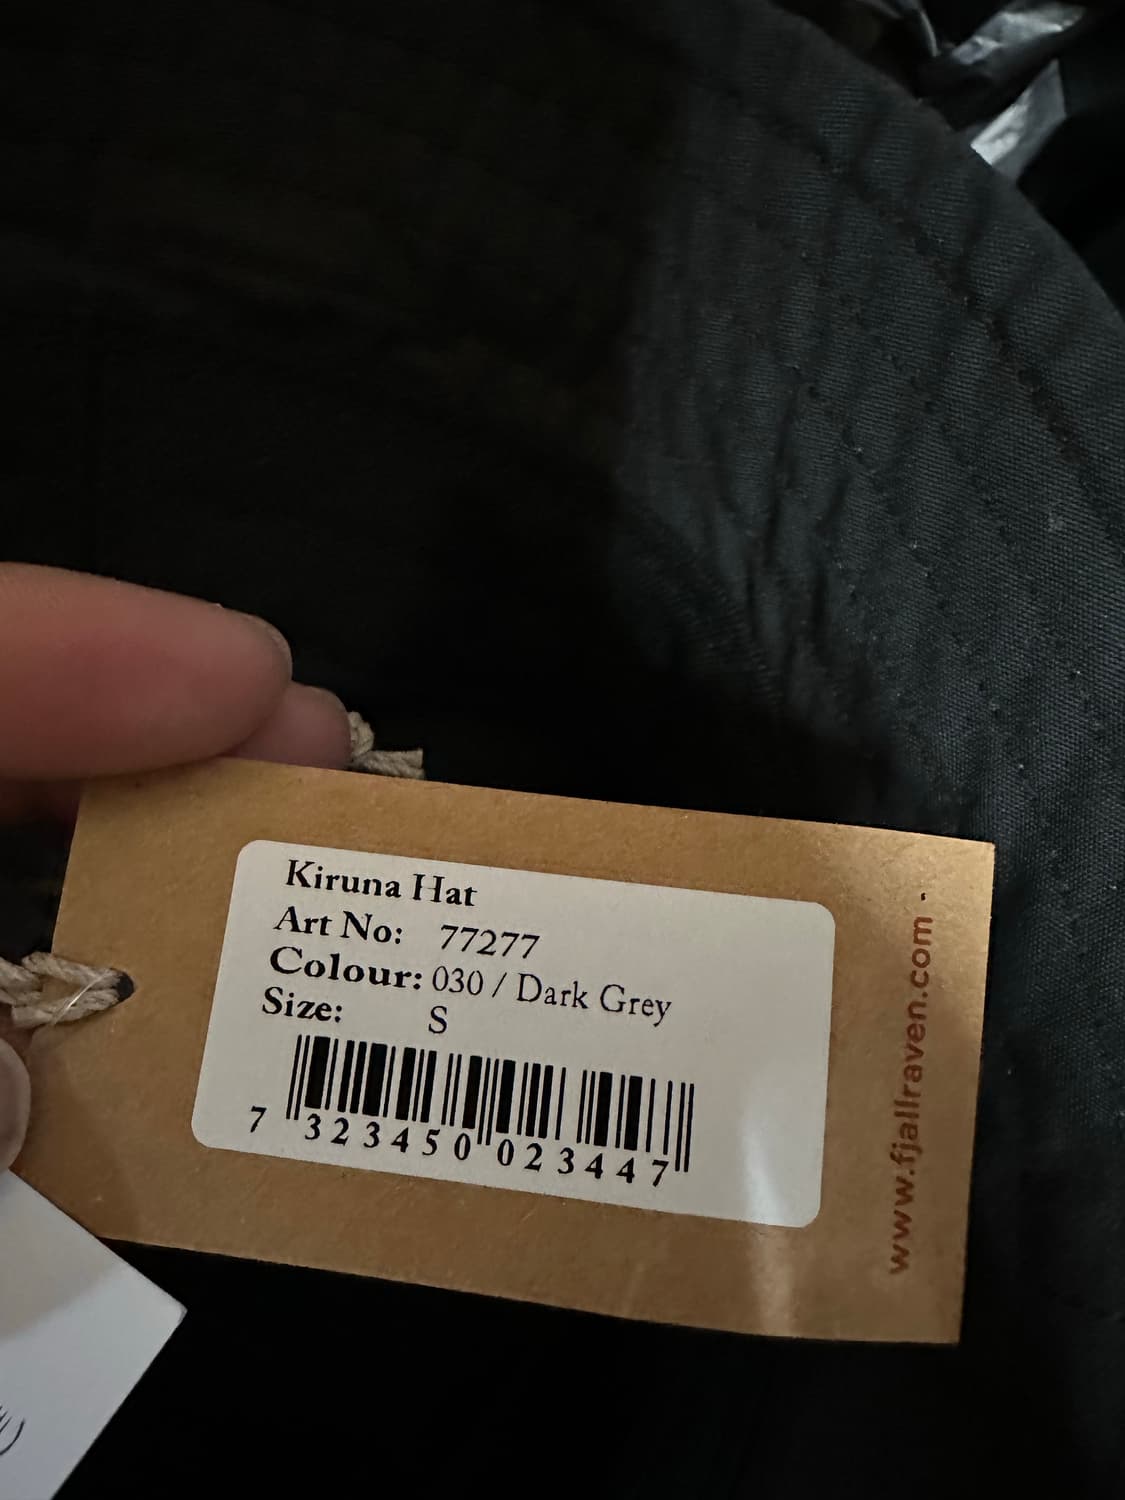 Kiruna Hat
Art No: 77277
Colour: 030 / Dark Grey
Size: S
7 323450 023447
www.fjallraven.com